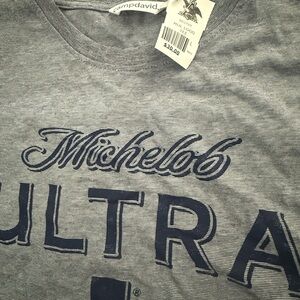 campdavid
$30.00
Michelob
ULTRA
®